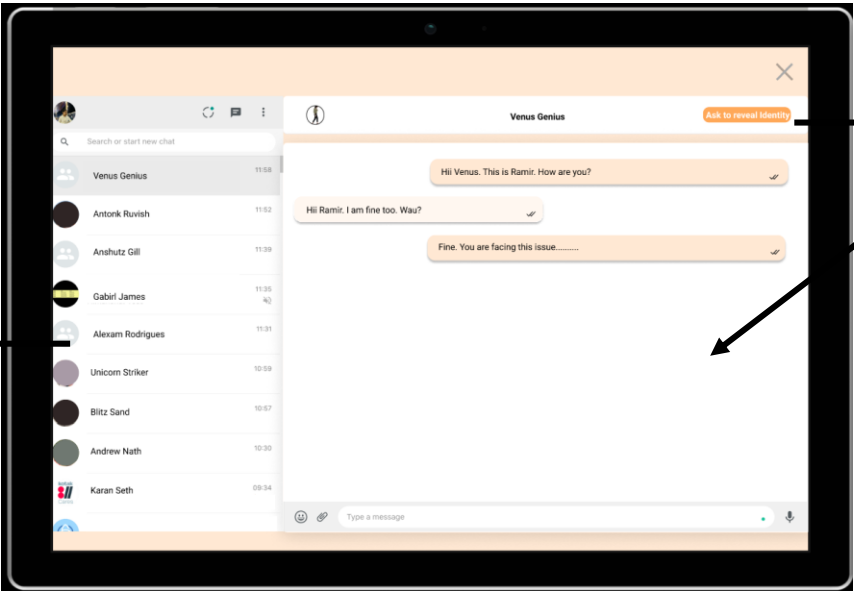 Venus Genius
Ask to reveal Identity
Search or start new chat
Venus Genius 11:58
Antonk Ruvish 11:52
Anshutz Gill 11:39
Gabirl James 11:35
Alexam Rodrigues 11:31
Unicorn Striker 10:59
Blitz Sand 10:57
Andrew Nath 10:30
Karan Seth 09:34
Hii Venus. This is Ramir. How are you?
Hii Ramir. I am fine too. Wau?
Fine. You are facing this issue..........
Type a message